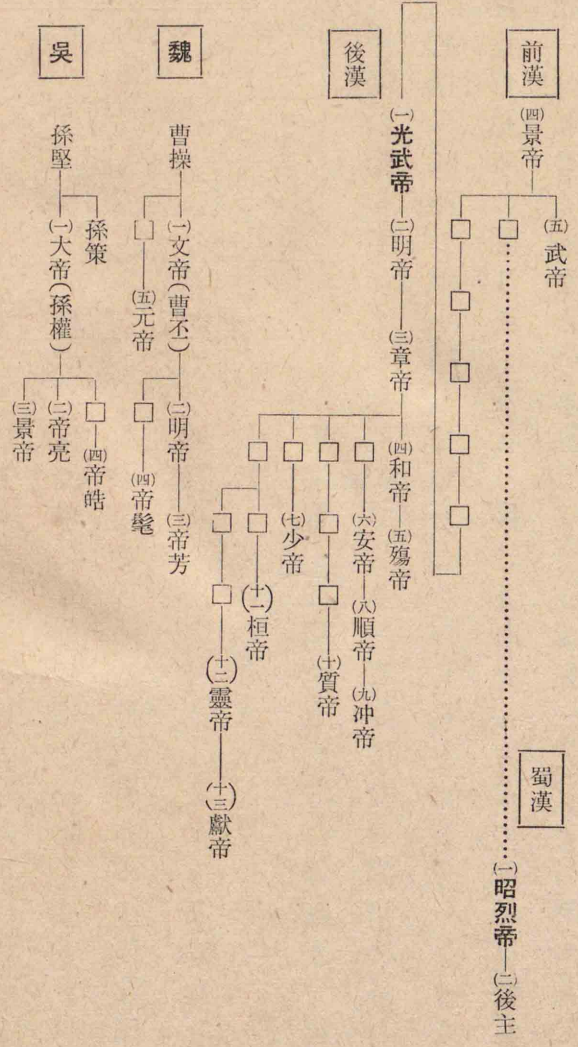 前漢
㈣景帝
㈤武帝
蜀漢
㈠昭烈帝
㈡後主
後漢
㈠光武帝
㈡明帝
㈢章帝
㈣和帝
㈤殤帝
㈥安帝
㈧順帝
㈨沖帝
㈩質帝
㈦少帝
(十一)桓帝
(十二)靈帝
(十三)獻帝
魏
曹操
㈠文帝(曹丕)
㈡明帝
㈢帝芳
㈣帝髦
㈤元帝
吳
孫堅
孫策
㈠大帝(孫權)
㈣帝皓
㈡帝亮
㈢景帝